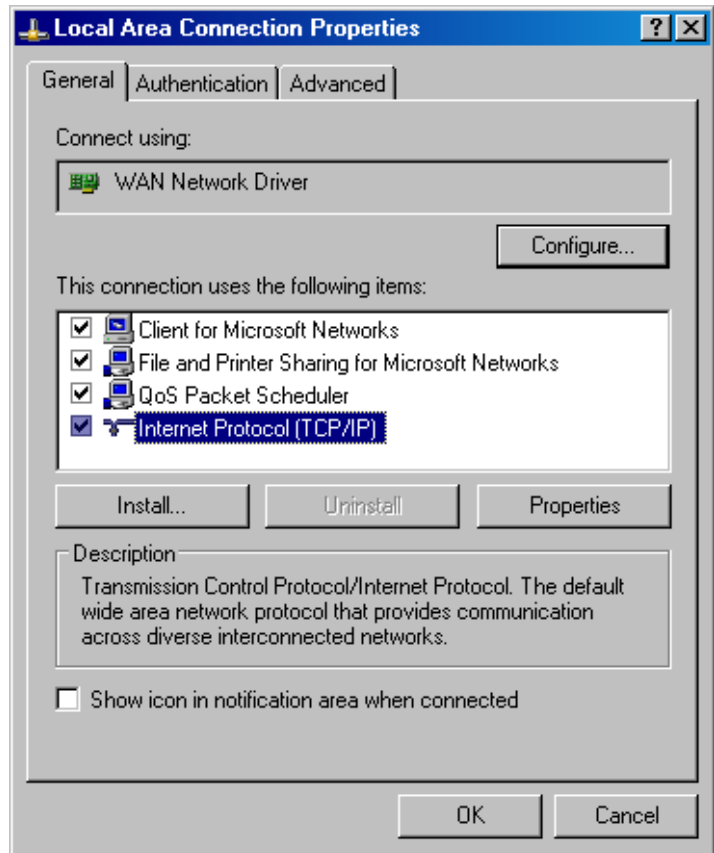 Local Area Connection Properties
General Authentication Advanced
Connect using:
WAN Network Driver
Configure...
This connection uses the following items:
Client for Microsoft Networks
File and Printer Sharing for Microsoft Networks
QoS Packet Scheduler
Internet Protocol (TCP/IP)
Install... Uninstall Properties
Description
Transmission Control Protocol/Internet Protocol. The default
wide area network protocol that provides communication
across diverse interconnected networks.
Show icon in notification area when connected
OK Cancel